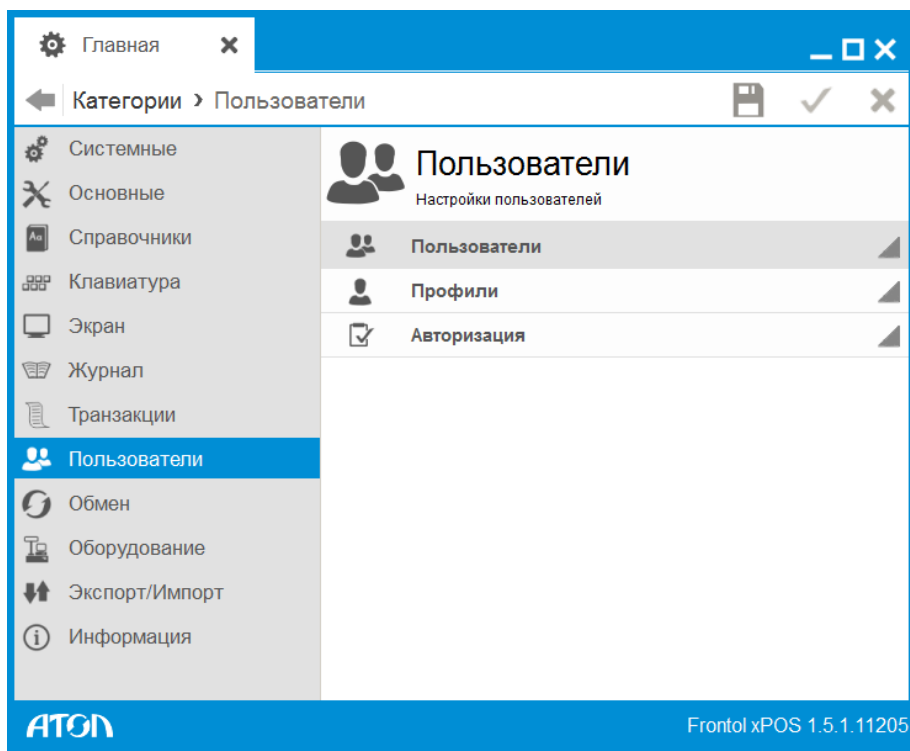 Главная
Категории › Пользователи
Системные
Основные
Справочники
Клавиатура
Экран
Журнал
Транзакции
Пользователи
Обмен
Оборудование
Экспорт/Импорт
Информация
Пользователи
Настройки пользователей
Пользователи
Профили
Авторизация
ATOЛ
Frontol xPOS 1.5.1.11205